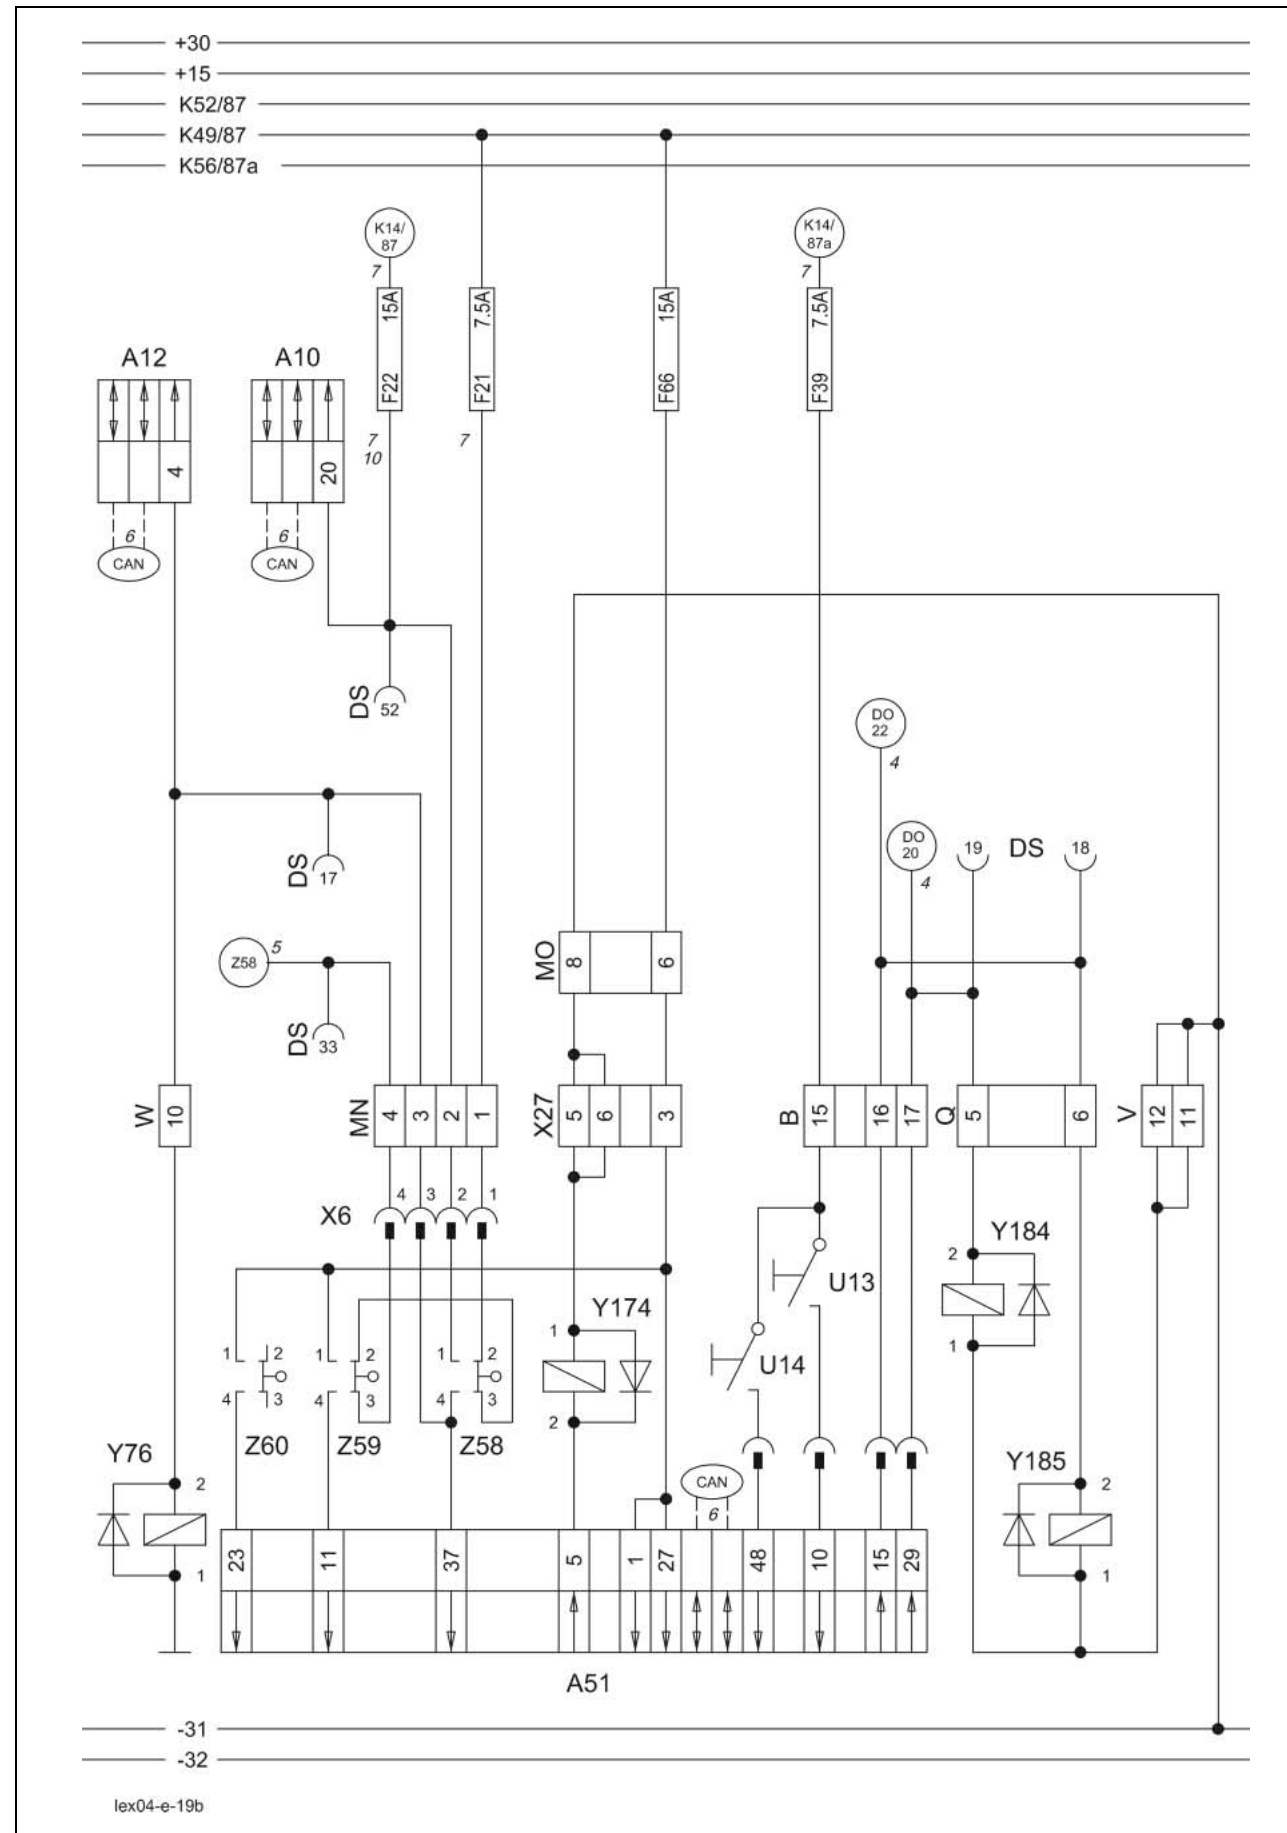 +30
+15
K52/87
K49/87
K56/87a
K14/
87
7
K14/
87a
7
15A
F22
7.5A
F21
15A
F66
7.5A
F39
7
10
7
A12
A10
4
20
6
CAN
6
CAN
DS
52
DO
22
4
DO
20
4
19
DS
18
DS
17
Z58
5
DS
33
MO
8
6
W
10
MN
4
3
2
1
X27
5
6
3
B
15
16
17
Q
5
6
V
12
11
X6
4
3
2
1
Y184
2
1
U13
U14
Y174
1
2
1
2
4
3
Z60
1
2
4
3
Z59
1
2
4
3
Z58
Y76
2
1
Y185
2
1
CAN
6
23
11
37
5
1
27
48
10
15
29
A51
-31
-32
lex04-e-19b